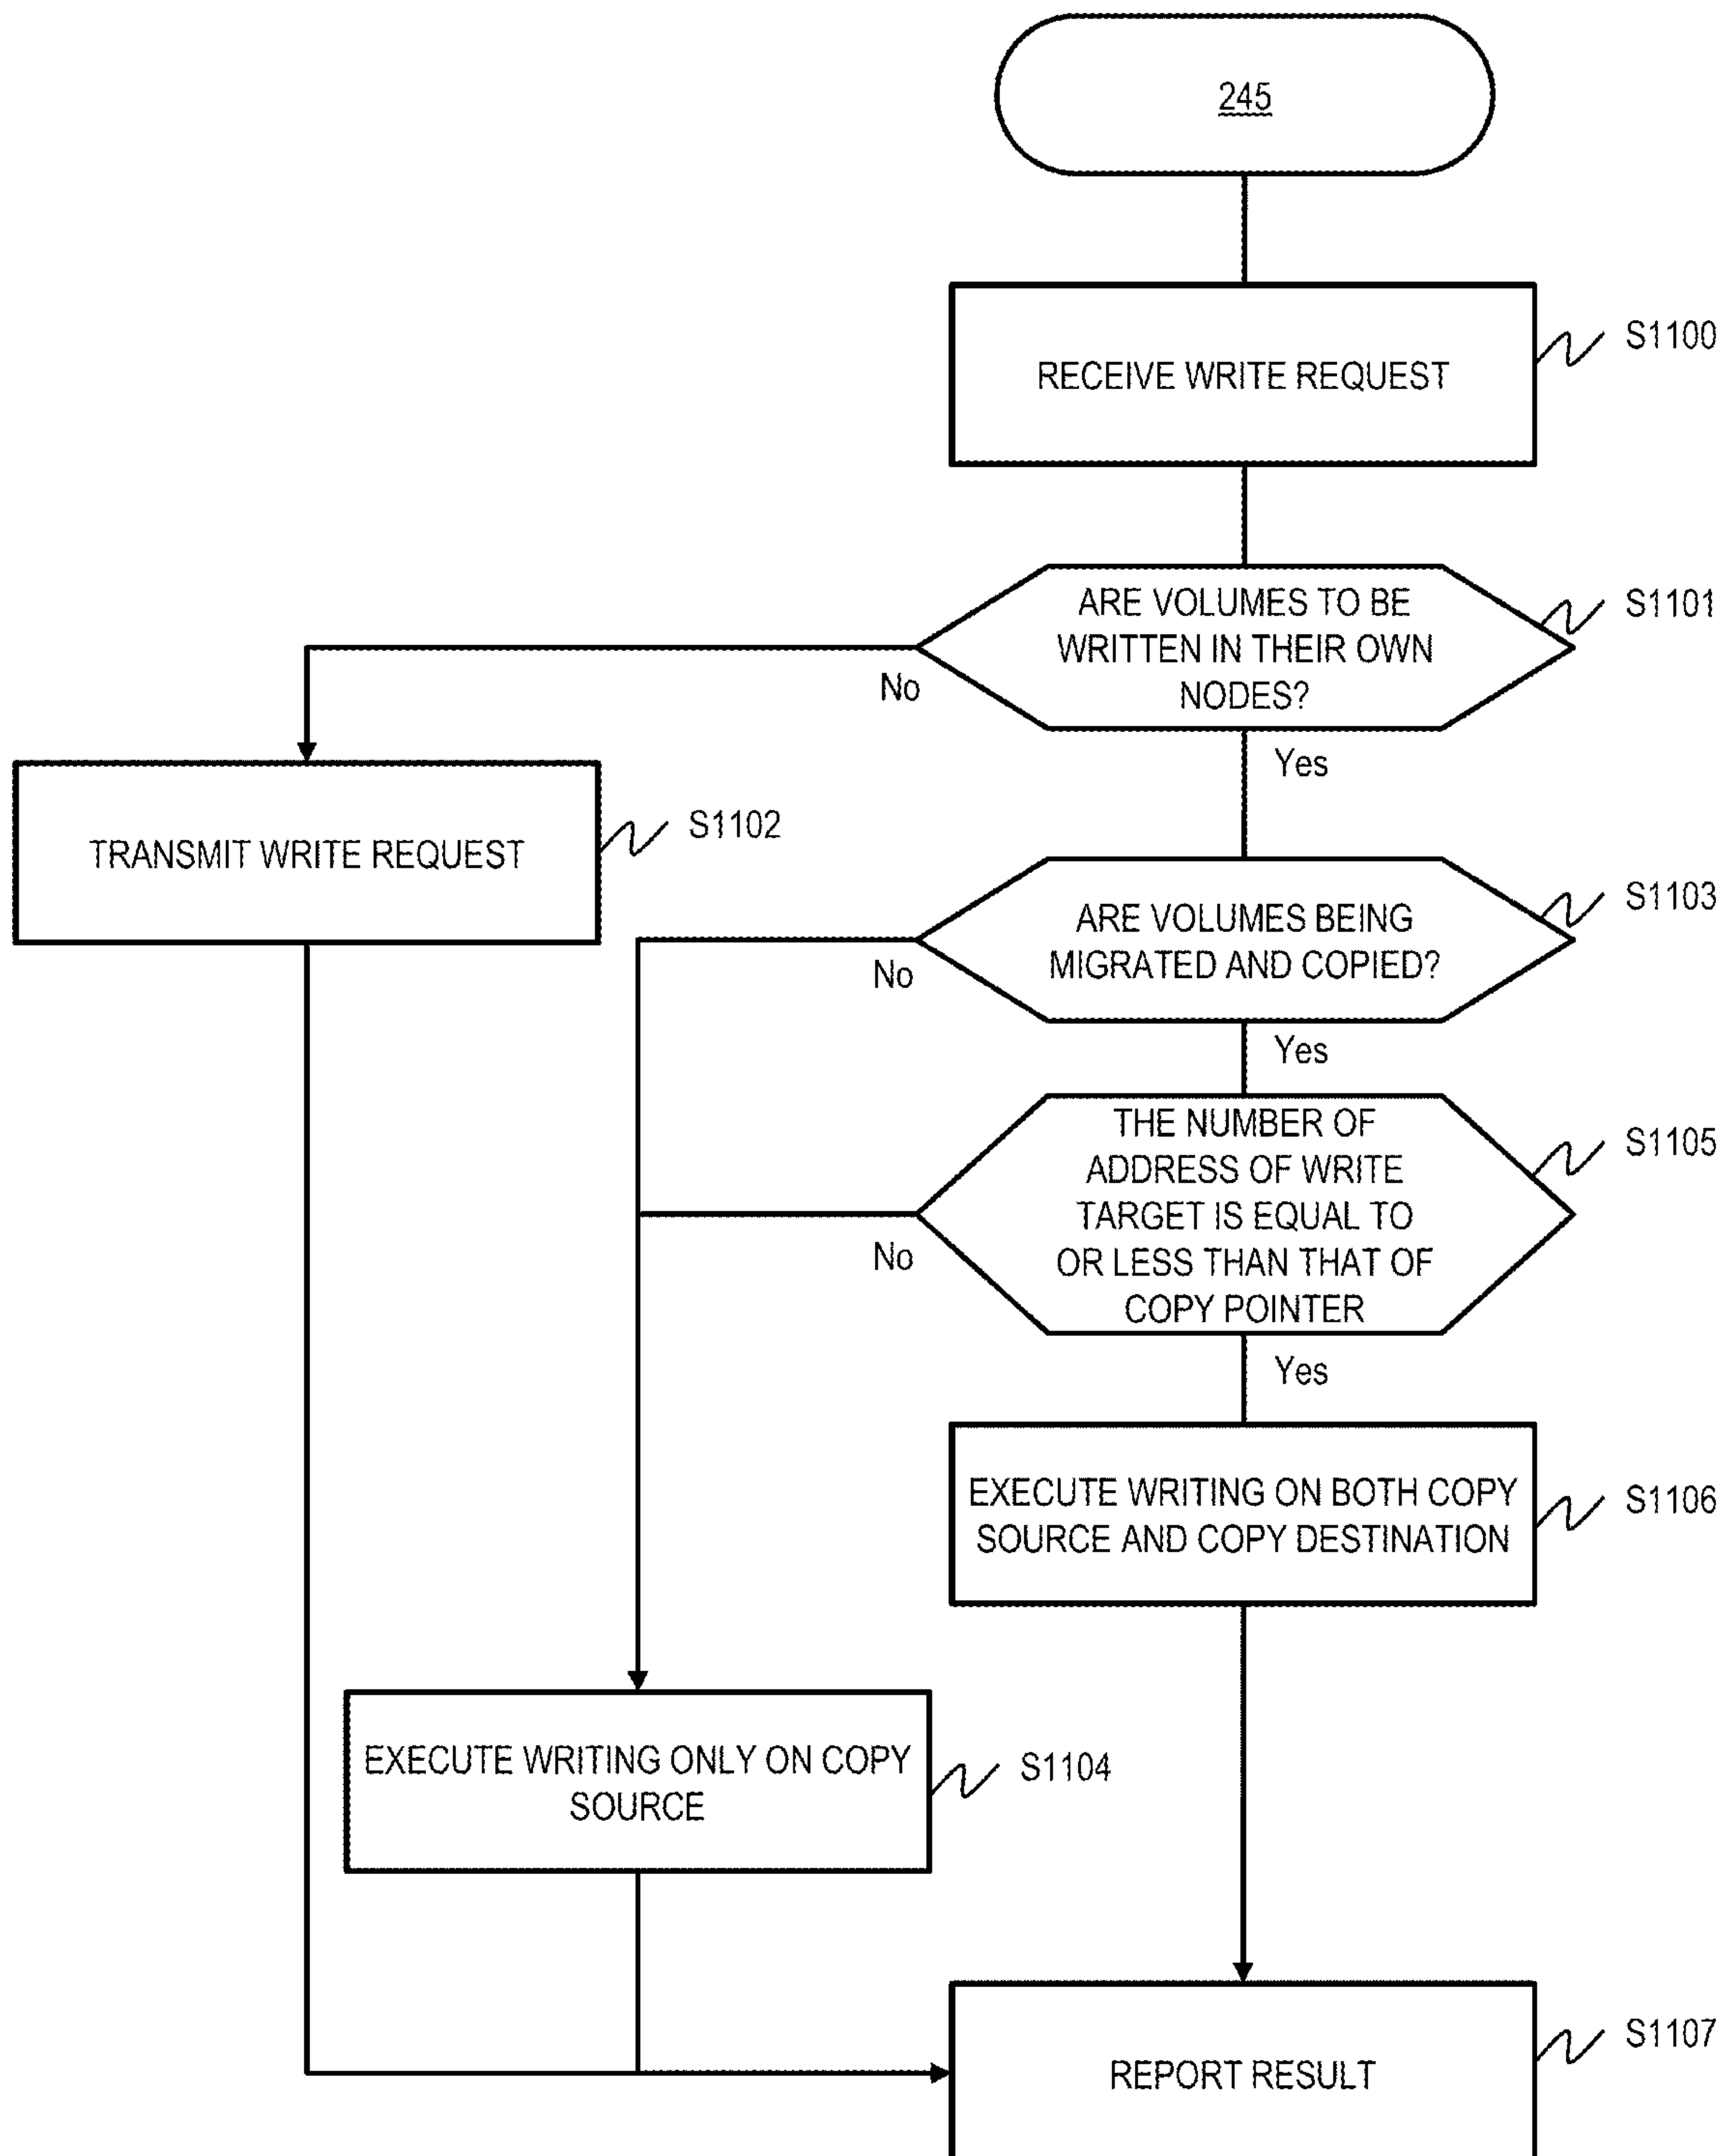 245
RECEIVE WRITE REQUEST
S1100
ARE VOLUMES TO BE
WRITTEN IN THEIR OWN
NODES?
S1101
No
Yes
TRANSMIT WRITE REQUEST
S1102
ARE VOLUMES BEING
MIGRATED AND COPIED?
S1103
No
Yes
THE NUMBER OF
ADDRESS OF WRITE
TARGET IS EQUAL TO
OR LESS THAN THAT OF
COPY POINTER
S1105
No
Yes
EXECUTE WRITING ON BOTH COPY
SOURCE AND COPY DESTINATION
S1106
EXECUTE WRITING ONLY ON COPY
SOURCE
S1104
REPORT RESULT
S1107